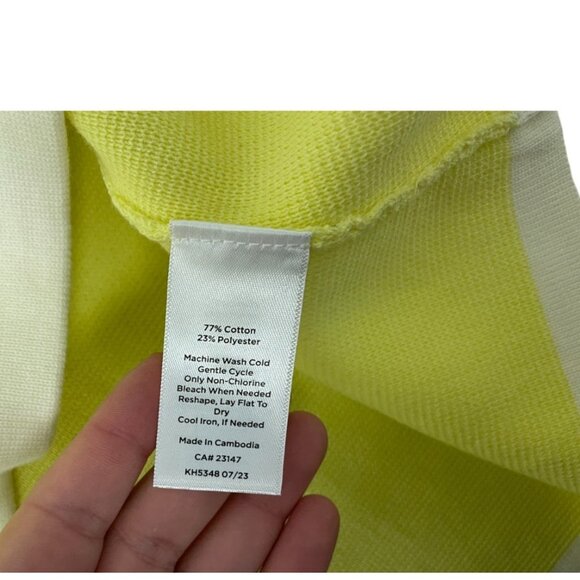 77% Cotton
23% Polyester
Machine Wash Cold
Gentle Cycle
Only Non-Chlorine
Bleach When Needed
Reshape, Lay Flat To
Dry
Cool Iron, If Needed
Made In Cambodia
CA# 23147
KH5348 07/23